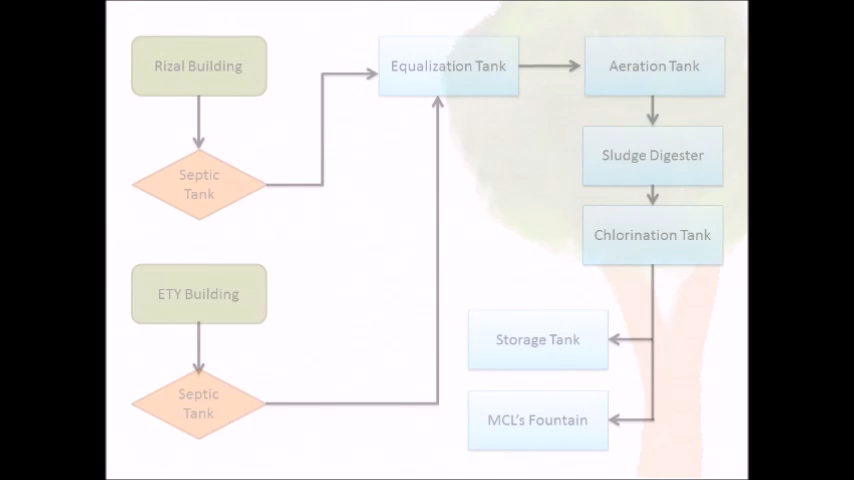 Rizal Building
Equalization Tank
Aeration Tank
Septic
Tank
Sludge Digester
Chlorination Tank
ETY Building
Storage Tank
Septic
Tank
MCL's Fountain